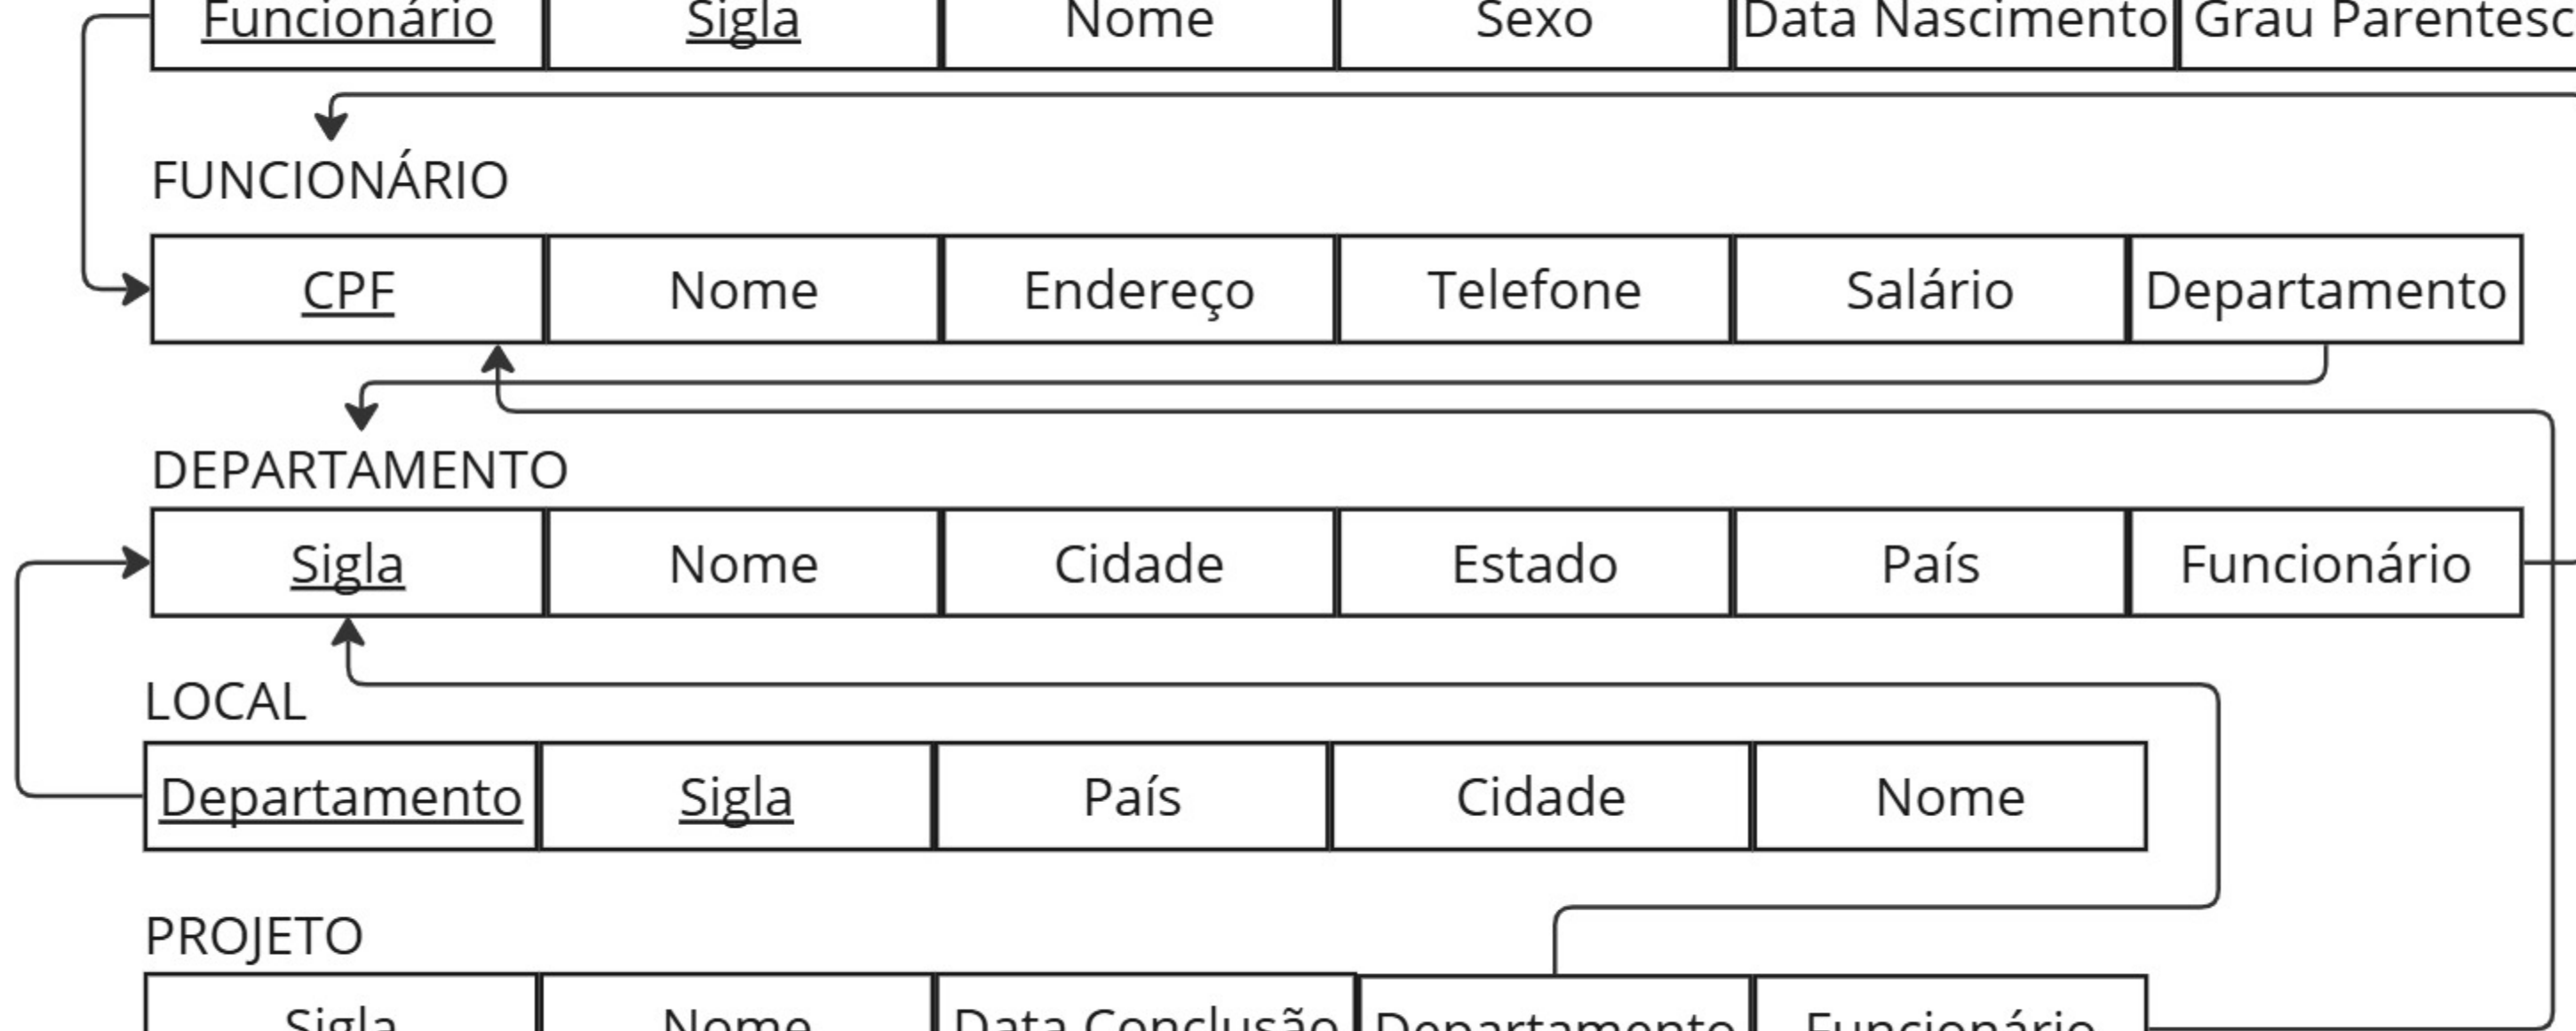 Funcionário Sigla Nome Sexo Data Nascimento Grau
FUNCIONÁRIO
CPF Nome Endereço Telefone Salário Departamento
DEPARTAMENTO
Sigla Nome Cidade Estado País Funcionário
LOCAL
Departamento Sigla País Cidade Nome
PROJETO
Sigla Nome Data Conclusão Departamento Funcionário